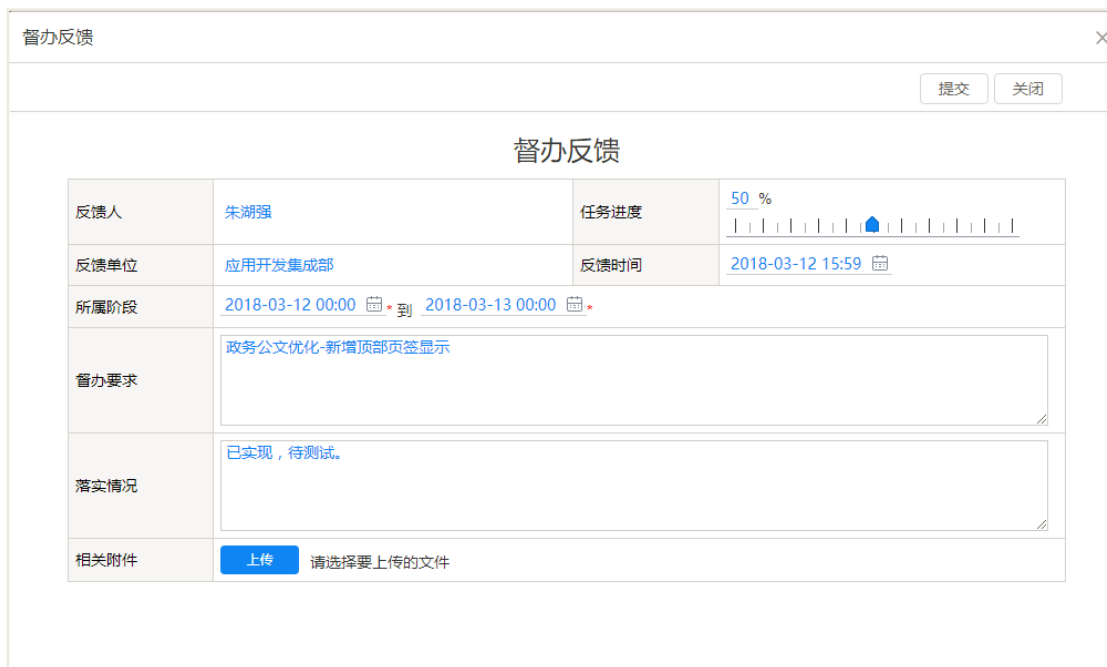 督办反馈
提交 关闭
督办反馈
反馈人 朱湖强 任务进度 50 %
反馈单位 应用开发集成部 反馈时间 2018-03-12 15:59
所属阶段 2018-03-12 00:00 * 到 2018-03-13 00:00 *
督办要求 政务公文优化-新增顶部页签显示
落实情况 已实现，待测试。
相关附件 上传 请选择要上传的文件